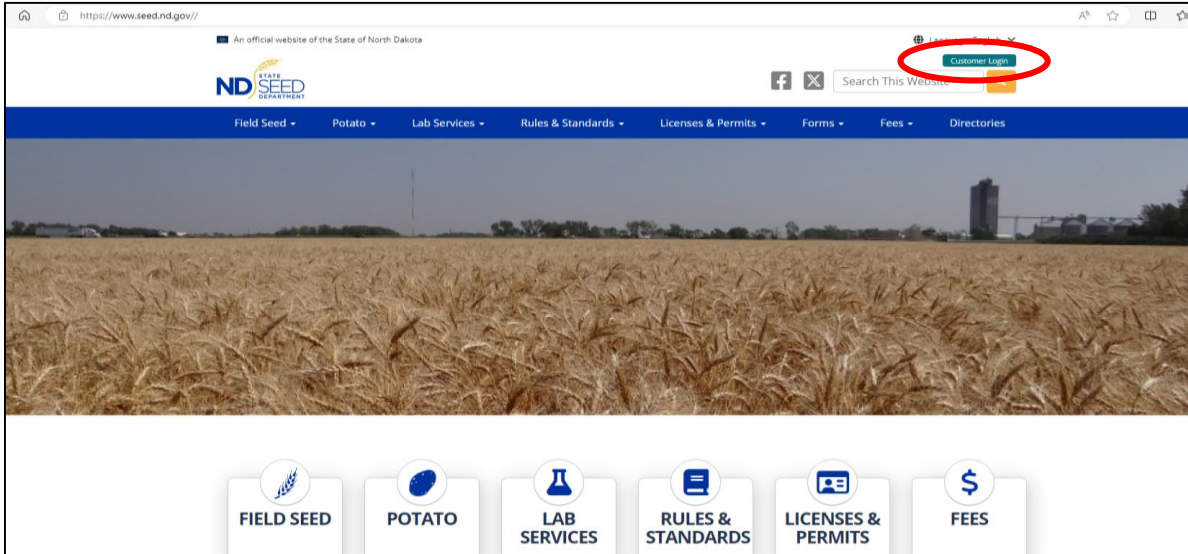 https://www.seed.nd.gov//
An official website of the State of North Dakota
Language: English
Customer Login
ND STATE SEED DEPARTMENT
Search This Website
Field Seed
Potato
Lab Services
Rules & Standards
Licenses & Permits
Forms
Fees
Directories
FIELD SEED
POTATO
LAB SERVICES
RULES & STANDARDS
LICENSES & PERMITS
FEES